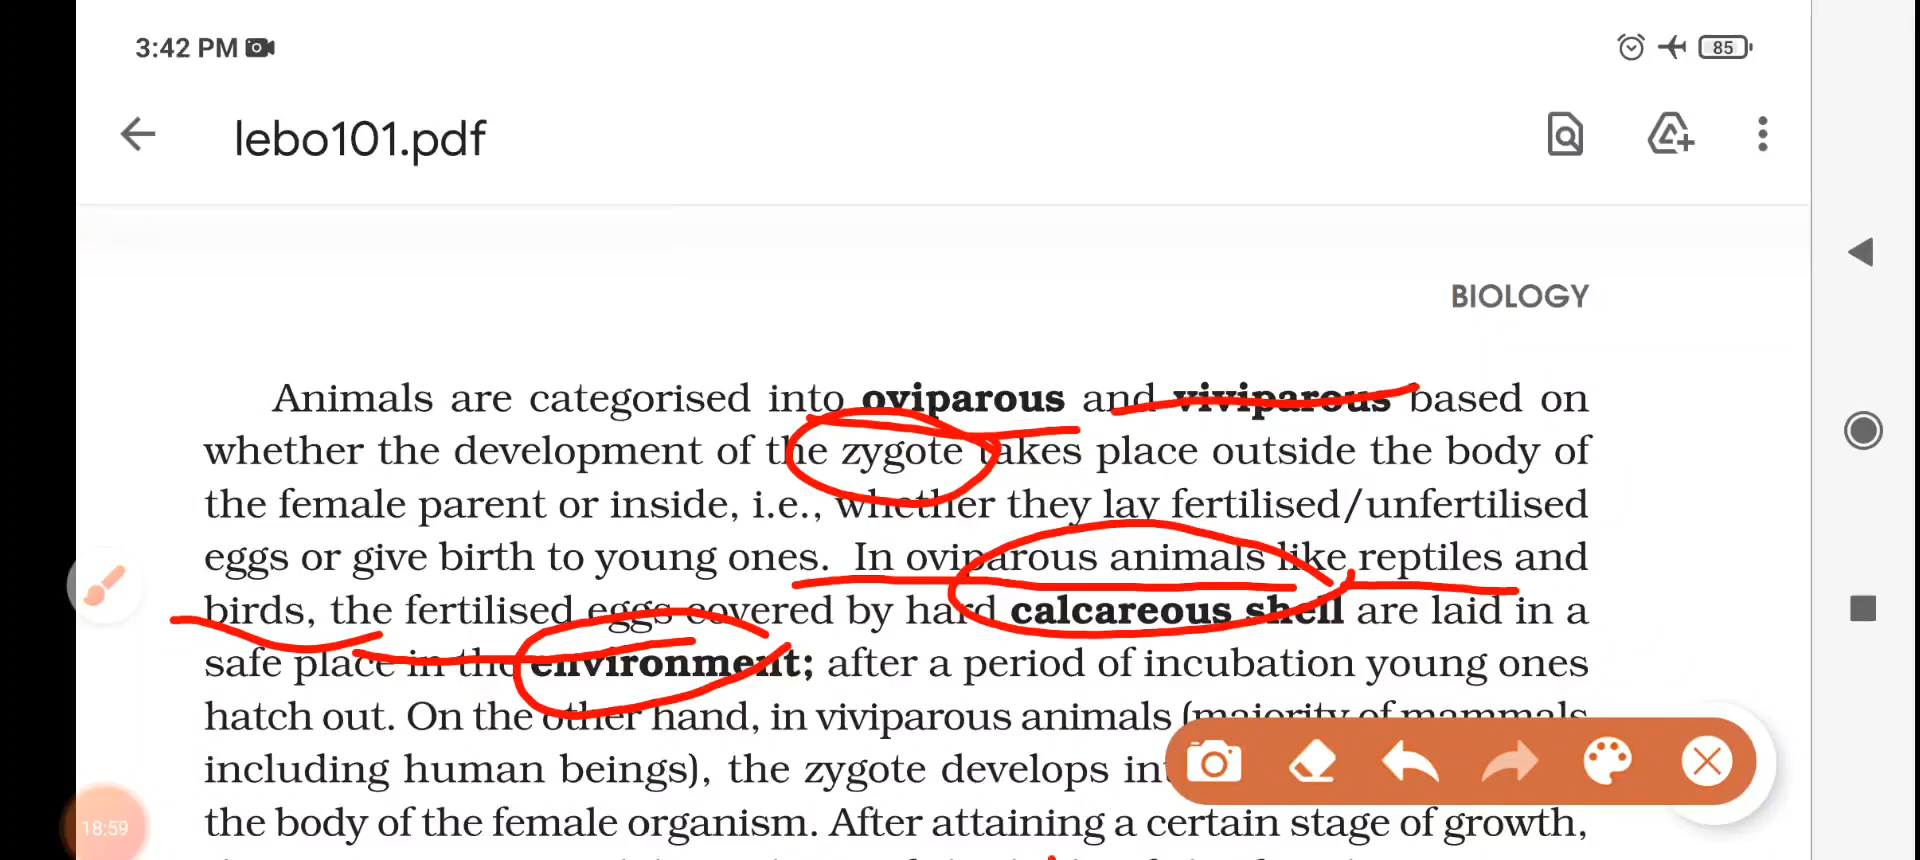 3:42 PM
85
lebo101.pdf
BIOLOGY
Animals are categorised into oviparous and viviparous based on
whether the development of the zygote takes place outside the body of
the female parent or inside, i.e., whether they lay fertilised/unfertilised
eggs or give birth to young ones. In oviparous animals like reptiles and
birds, the fertilised eggs covered by hard calcareous shell are laid in a
safe place in the environment; after a period of incubation young ones
hatch out. On the other hand, in viviparous animals (majority of mammals
including human beings), the zygote develops
the body of the female organism. After attaining a certain stage of growth,
18:59